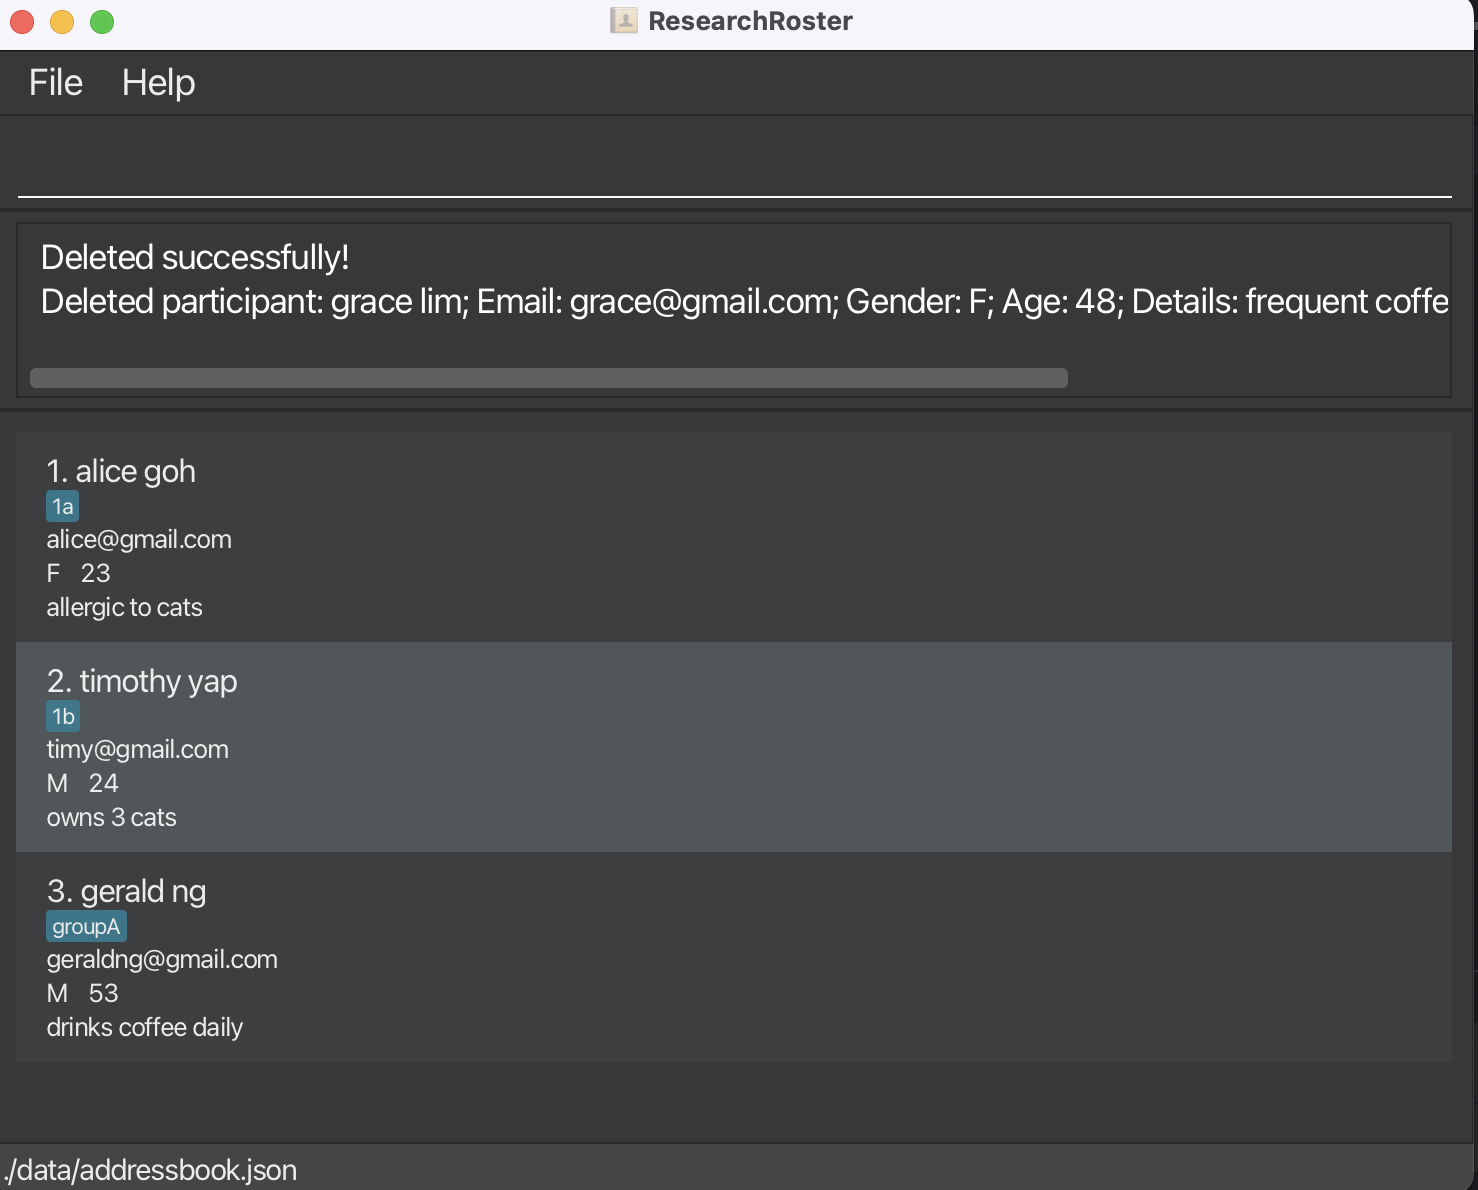 ResearchRoster
File Help
Deleted successfully!
Deleted participant: grace lim; Email: grace@gmail.com; Gender: F; Age: 48; Details: frequent coffe
1. alice goh
1a
alice@gmail.com
F 23
allergic to cats
2. timothy yap
1b
timy@gmail.com
M 24
owns 3 cats
3. gerald ng
groupA
geraldng@gmail.com
M 53
drinks coffee daily
./data/addressbook.json